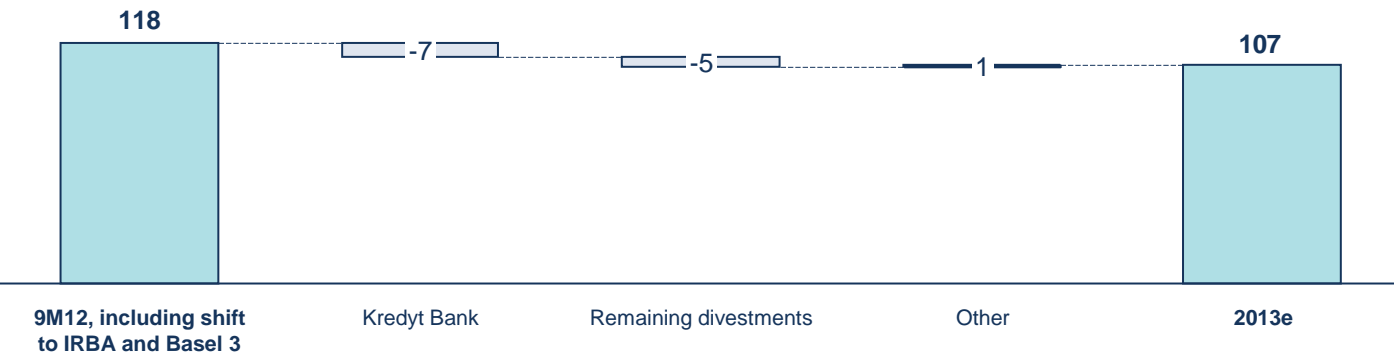 118
-7
-5
1
107
9M12, including shift
to IRBA and Basel 3
Kredyt Bank
Remaining divestments
Other
2013e